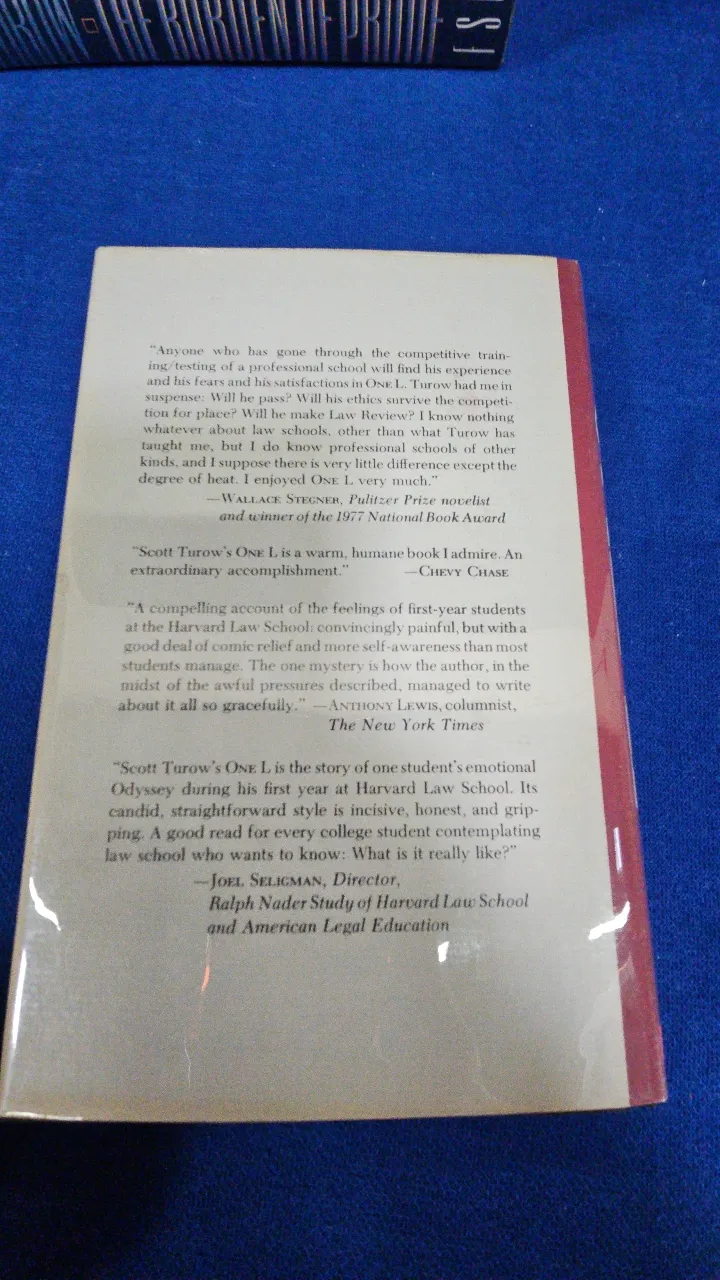 THE BURDEN OF PROOF
"Anyone who has gone through the competitive train-
ing/testing of a professional school will find his experience
and his fears and his satisfactions in ONE L. Turow had me in
suspense: Will he pass? Will his ethics survive the competi-
tion for place? Will he make Law Review? I know nothing
whatever about law schools, other than what Turow has
taught me, but I do know professional schools of other
kinds, and I suppose there is very little difference except the
degree of heat. I enjoyed ONE L very much."
—WALLACE STEGNER, Pulitzer Prize novelist
and winner of the 1977 National Book Award
"Scott Turow's ONE L is a warm, humane book I admire. An
extraordinary accomplishment." —CHEVY CHASE
"A compelling account of the feelings of first-year students
at the Harvard Law School: convincingly painful, but with a
good deal of comic relief and more self-awareness than most
students manage. The one mystery is how the author, in the
midst of the awful pressures described, managed to write
about it all so gracefully." —ANTHONY LEWIS, columnist,
The New York Times
"Scott Turow's ONE L is the story of one student's emotional
Odyssey during his first year at Harvard Law School. Its
candid, straightforward style is incisive, honest, and grip-
ping. A good read for every college student contemplating
law school who wants to know: What is it really like?"
—JOEL SELIGMAN, Director,
Ralph Nader Study of Harvard Law School
and American Legal Education